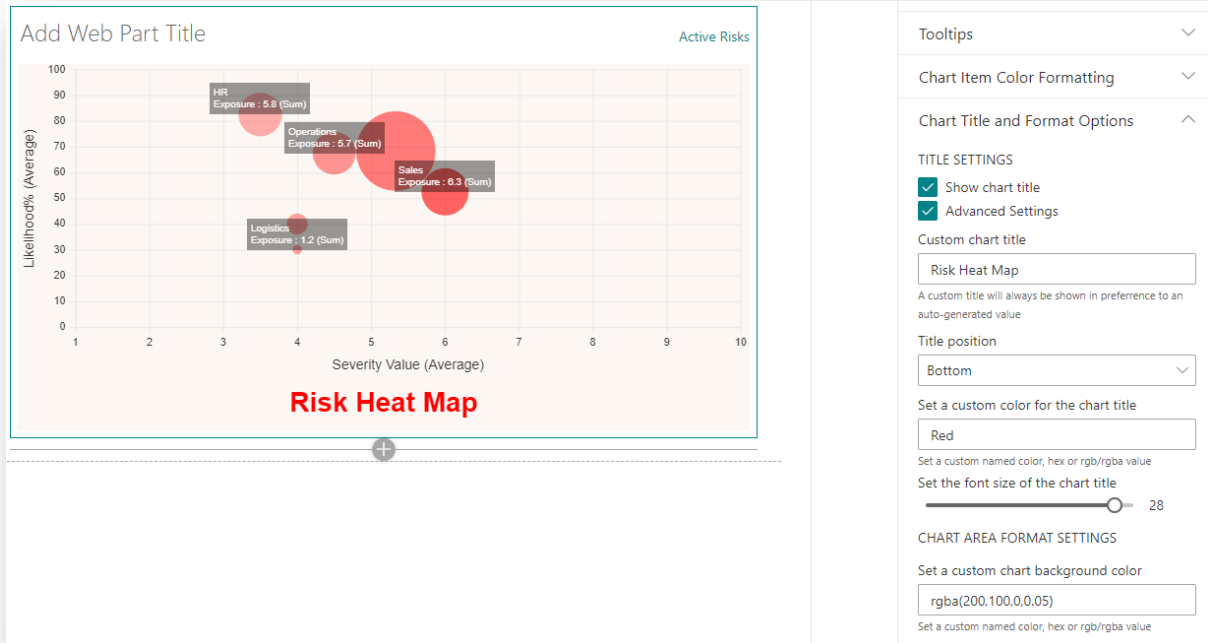 Add Web Part Title
Active Risks
100
90
80
70
60
50
40
30
20
10
0
Likelihood% (Average)
HR
Exposure : 5.8 (Sum)
Operations
Exposure : 5.7 (Sum)
Sales
Exposure : 6.3 (Sum)
Logistics
Exposure : 1.2 (Sum)
1 2 3 4 5 6 7 8 9 10
Severity Value (Average)
Risk Heat Map
Tooltips
Chart Item Color Formatting
Chart Title and Format Options
TITLE SETTINGS
Show chart title
Advanced Settings
Custom chart title
Risk Heat Map
A custom title will always be shown in preferrence to an
auto-generated value
Title position
Bottom
Set a custom color for the chart title
Red
Set a custom named color, hex or rgb/rgba value
Set the font size of the chart title
28
CHART AREA FORMAT SETTINGS
Set a custom chart background color
rgba(200,100,0,0.05)
Set a custom named color, hex or rgb/rgba value